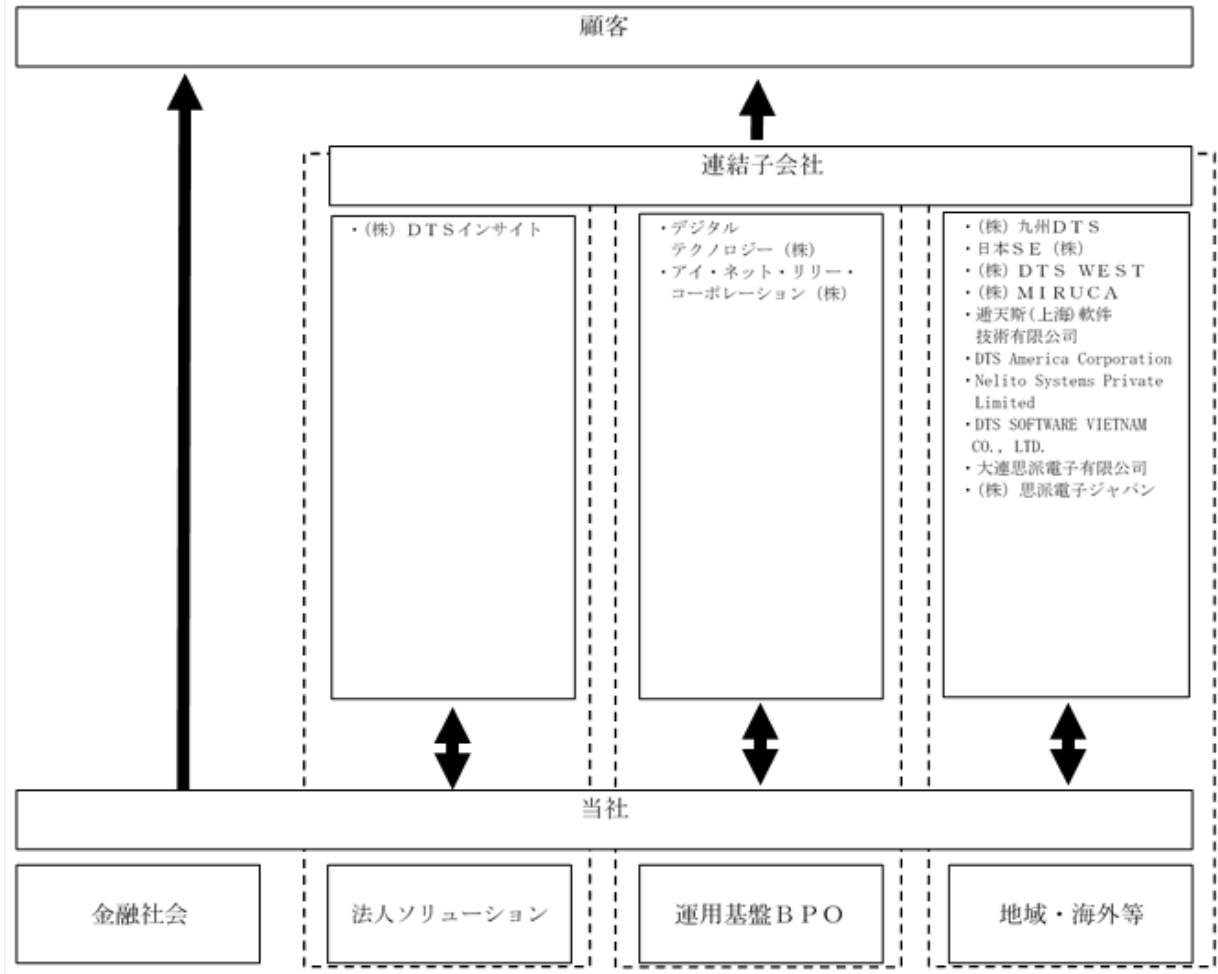 顧客
連結子会社
・(株)ＤＴＳインサイト
・デジタル
テクノロジー(株)
・アイ・ネット・リリー・
コーポレーション(株)
・(株)九州ＤＴＳ
・日本ＳＥ(株)
・(株)ＤＴＳ ＷＥＳＴ
・(株)ＭＩＲＵＣＡ
・逓天斯(上海)軟件
技術有限公司
・DTS America Corporation
・Nelito Systems Private
Limited
・DTS SOFTWARE VIETNAM
CO., LTD.
・大連思派電子有限公司
・(株)思派電子ジャパン
当社
金融社会
法人ソリューション
運用基盤ＢＰＯ
地域・海外等